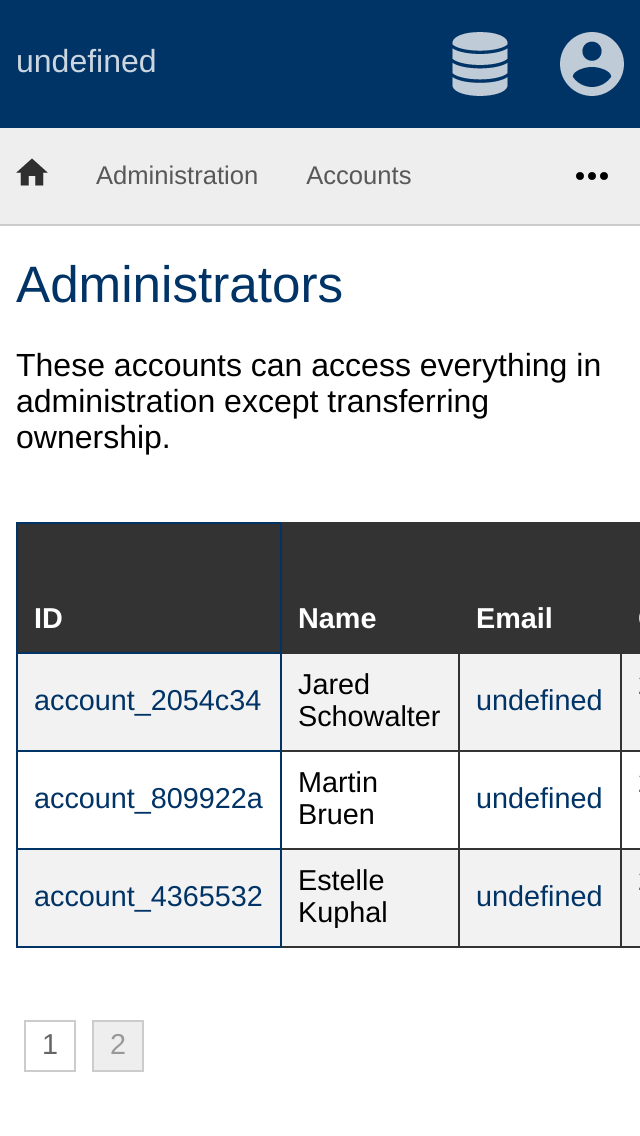 undefined
Administration Accounts
Administrators
These accounts can access everything in
administration except transferring
ownership.
ID Name Email
account_2054c34 Jared Schowalter undefined
account_809922a Martin Bruen undefined
account_4365532 Estelle Kuphal undefined
1 2